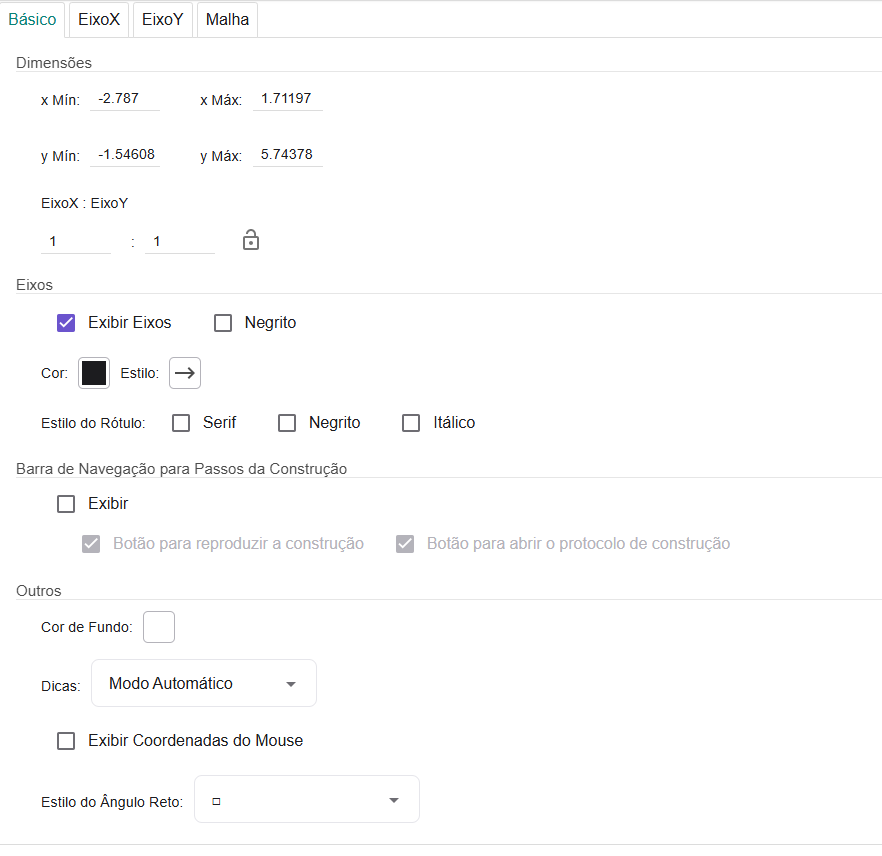 Básico EixoX EixoY Malha
Dimensões
x Mín: -2.787 x Máx: 1.71197
y Mín: -1.54608 y Máx: 5.74378
EixoX : EixoY
1 : 1
Eixos
Exibir Eixos Negrito
Cor: Estilo:
Estilo do Rótulo: Serif Negrito Itálico
Barra de Navegação para Passos da Construção
Exibir
Botão para reproduzir a construção Botão para abrir o protocolo de construção
Outros
Cor de Fundo:
Dicas: Modo Automático
Exibir Coordenadas do Mouse
Estilo do Ângulo Reto: □